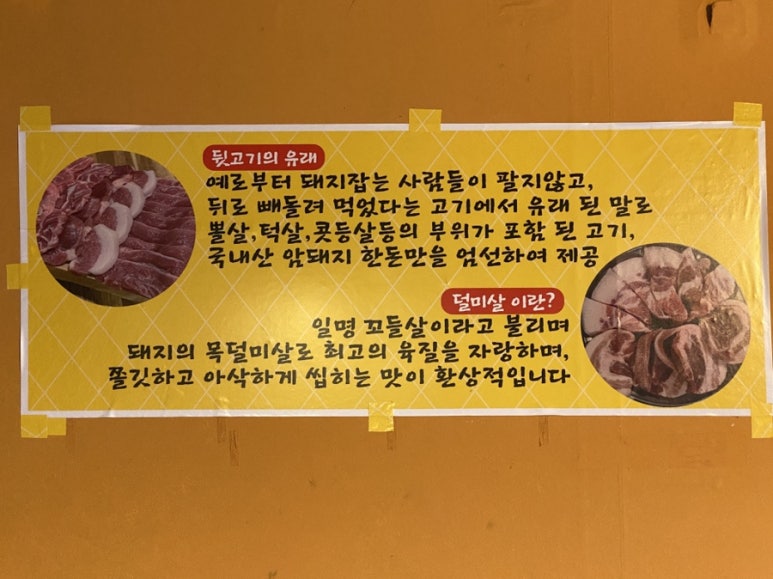 뒷고기의 유래
예로부터 돼지잡는 사람들이 팔지않고,
뒤로 빼돌려 먹었다는 고기에서 유래 된 말로
뽈살,턱살,콧등살등의 부위가 포함 된 고기,
국내산 암돼지 한돈만을 엄선하여 제공
덜미살 이란?
일명 꼬들살이라고 불리며
돼지의 목덜미살로 최고의 육질을 자랑하며,
쫄깃하고 아삭하게 씹히는 맛이 환상적입니다